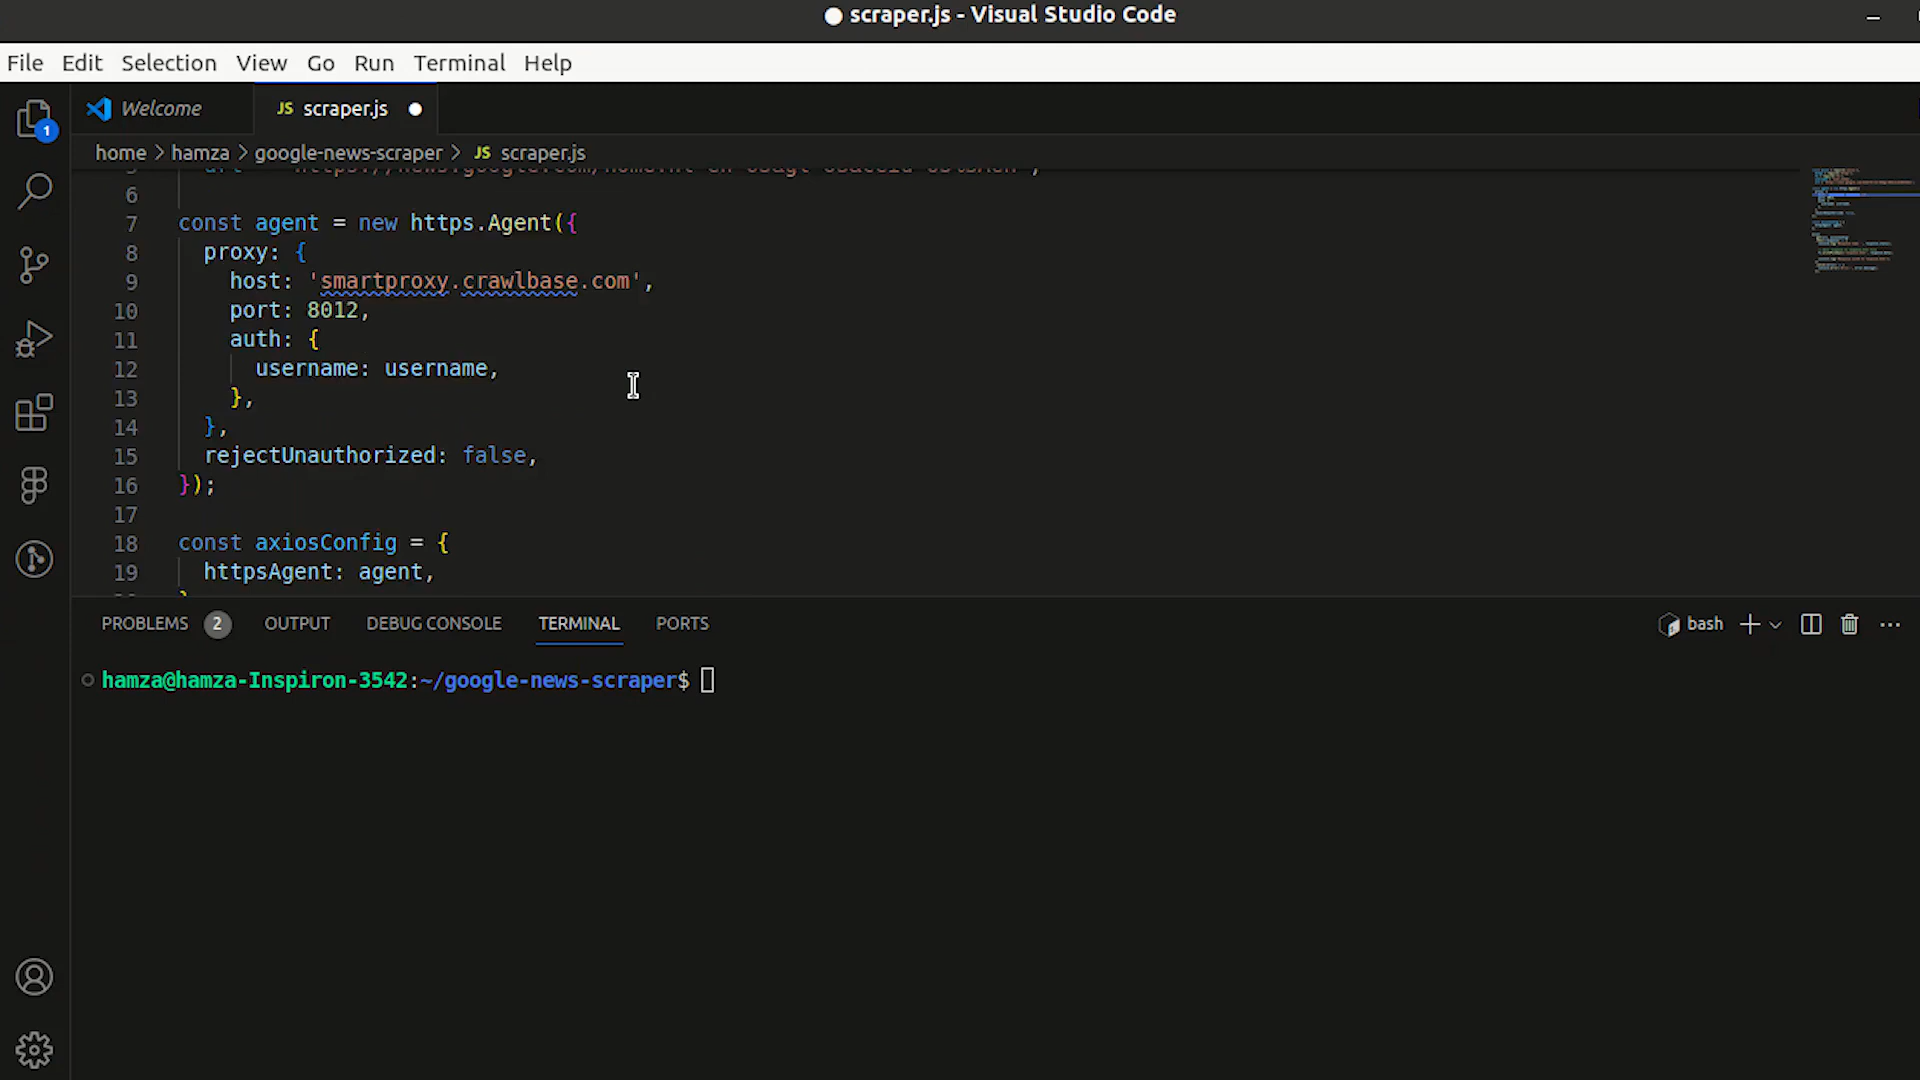 scraper.js - Visual Studio Code
File Edit Selection View Go Run Terminal Help
Welcome JS scraper.js
1
home > hamza > google-news-scraper > JS scraper.js
6
7 const agent = new https.Agent({
8 proxy: {
9 host: 'smartproxy.crawlbase.com',
10 port: 8012,
11 auth: {
12 username: username,
13 },
14 },
15 rejectUnauthorized: false,
16 });
17
18 const axiosConfig = {
19 httpsAgent: agent,
PROBLEMS 2 OUTPUT DEBUG CONSOLE TERMINAL PORTS bash
hamza@hamza-Inspiron-3542:~/google-news-scraper$